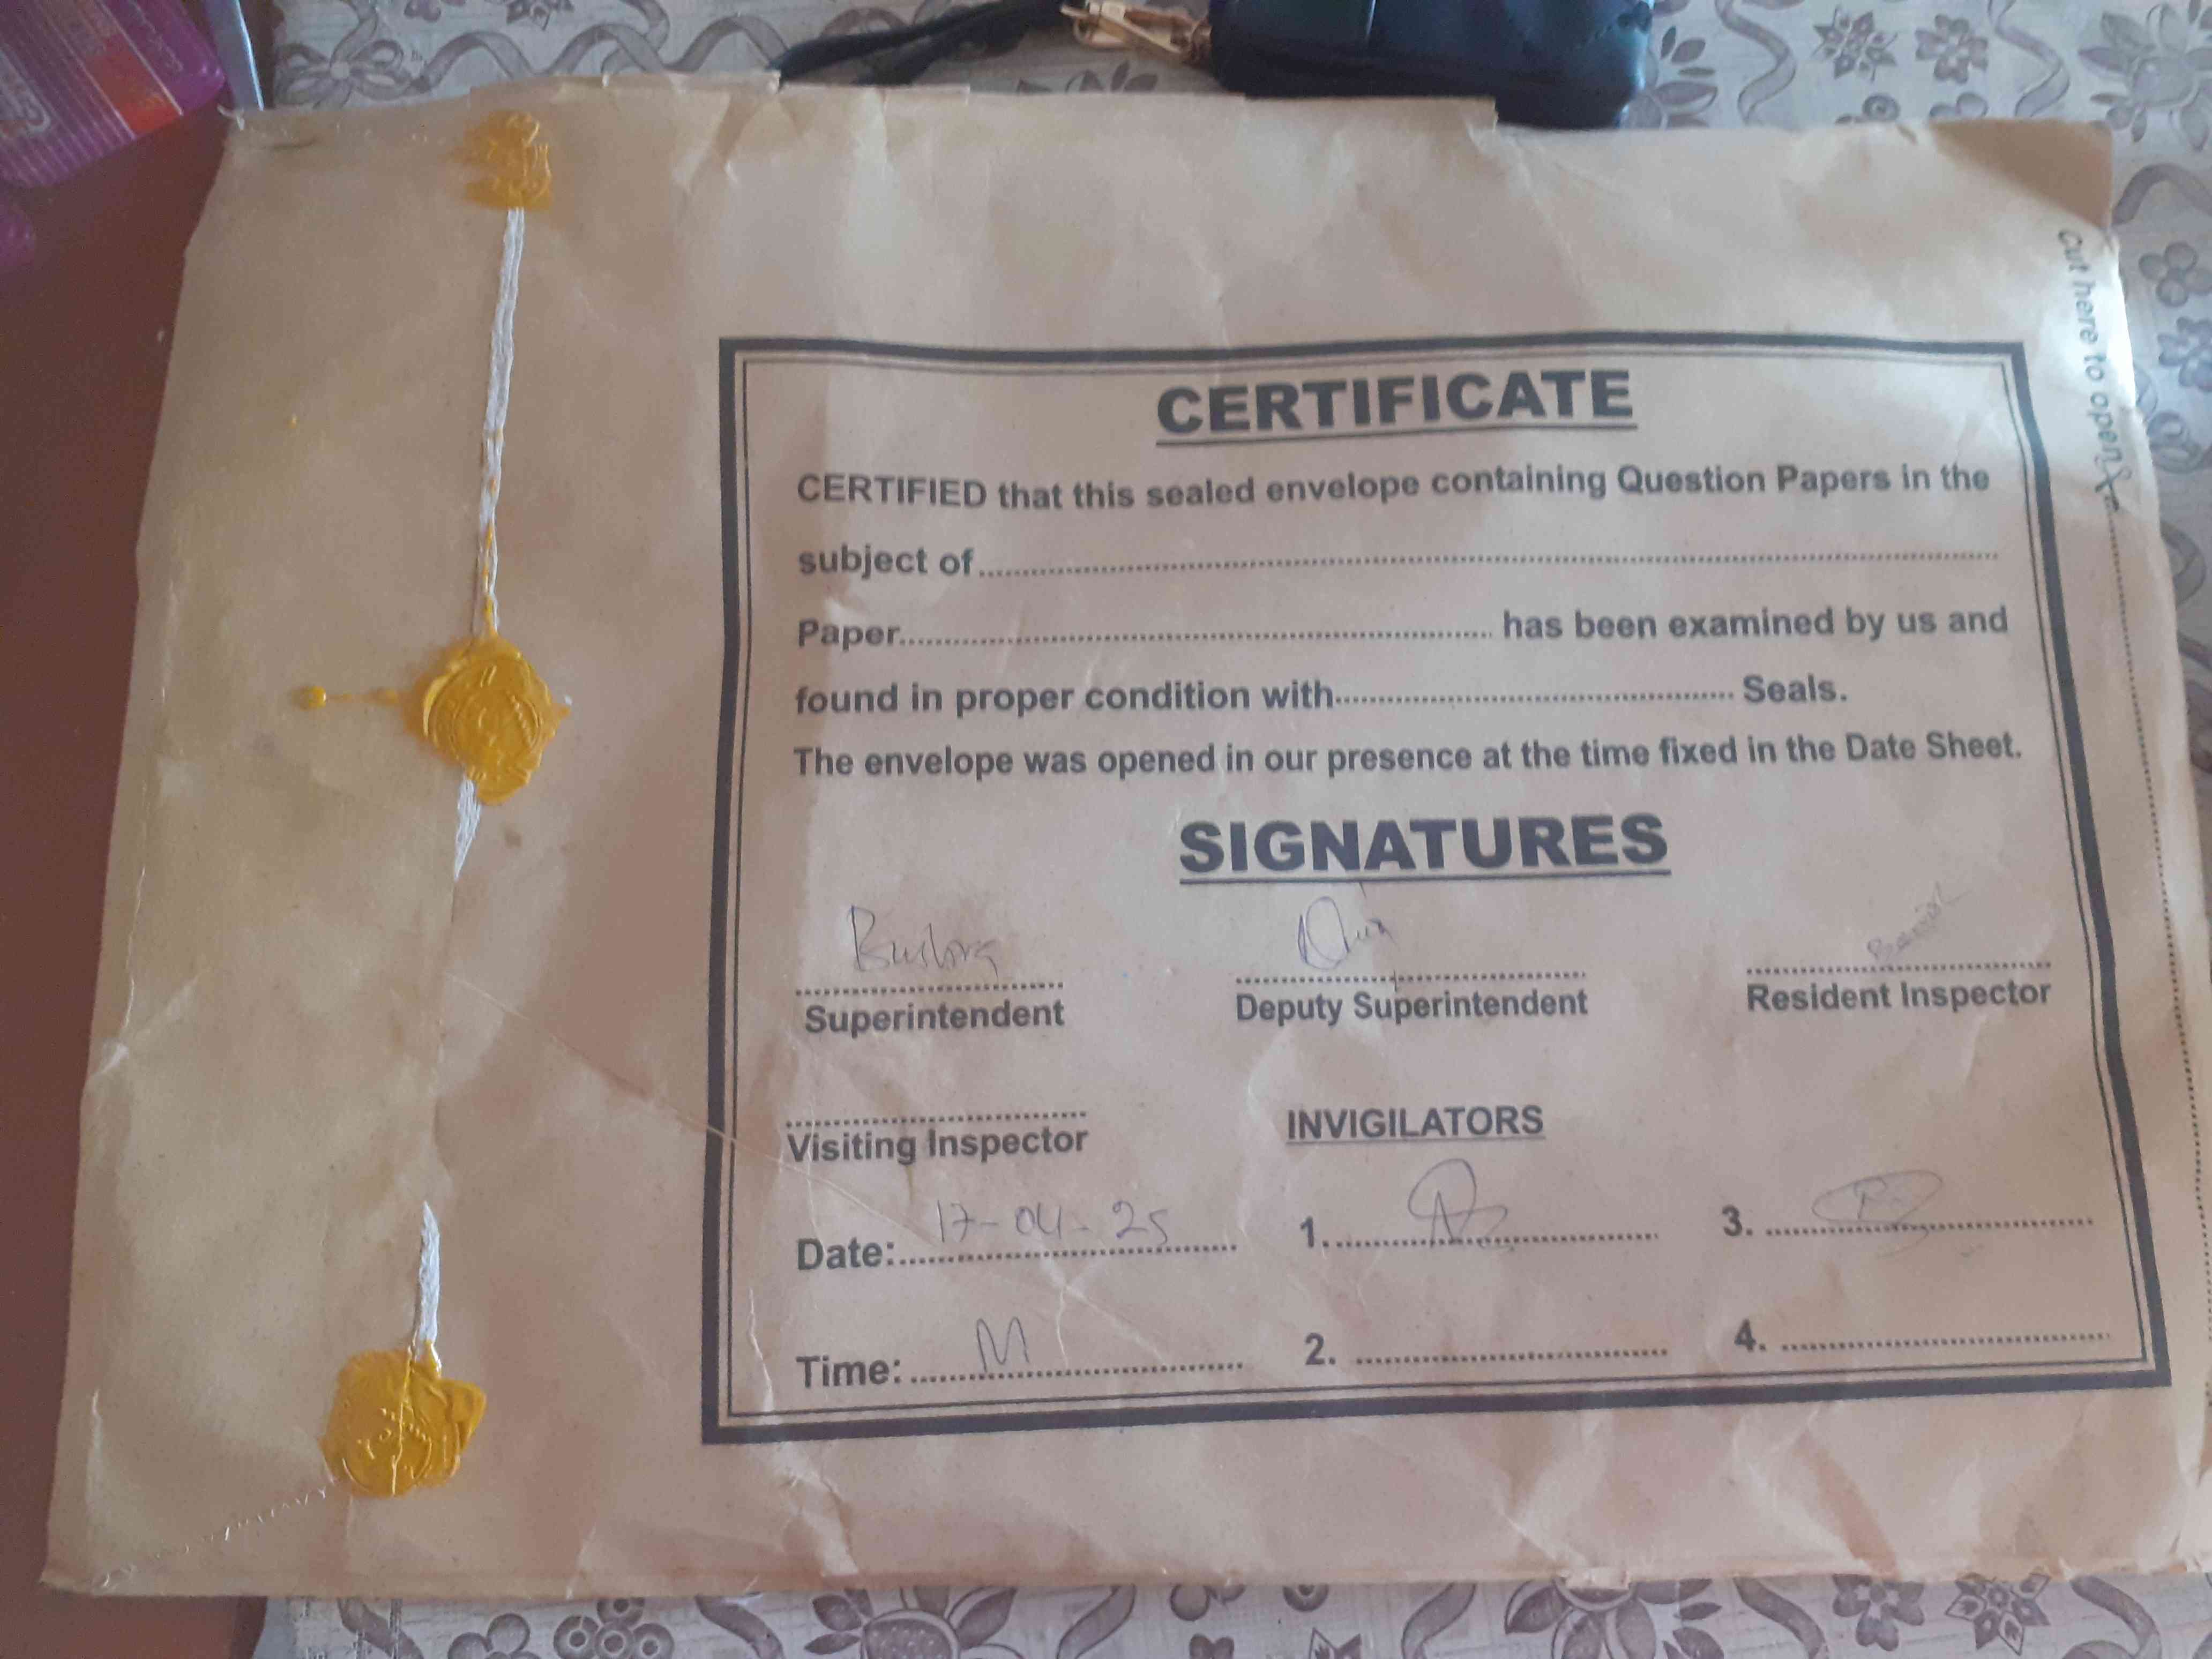 Cut here to open
CERTIFICATE
CERTIFIED that this sealed envelope containing Question Papers in the
subject of
Paper has been examined by us and
found in proper condition with Seals.
The envelope was opened in our presence at the time fixed in the Date Sheet.
SIGNATURES
Bushra
Superintendent Deputy Superintendent Resident Inspector
Visiting Inspector INVIGILATORS
Date: 17-04-25 1. 3.
Time: M 2. 4.